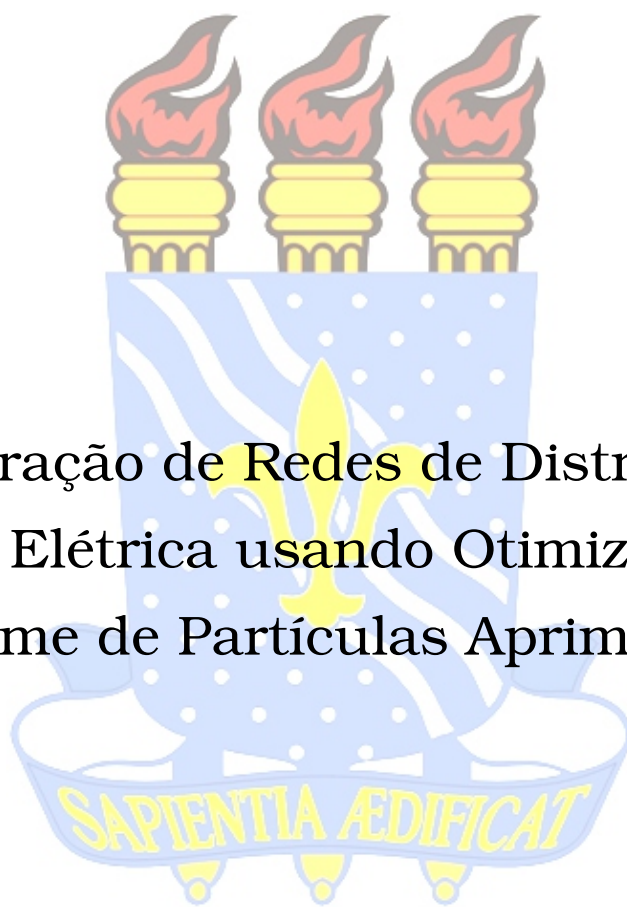 ração de Redes de Distr
Elétrica usando Otimiz
me de Partículas Aprim
SAPIENTIA ÆDIFICAT